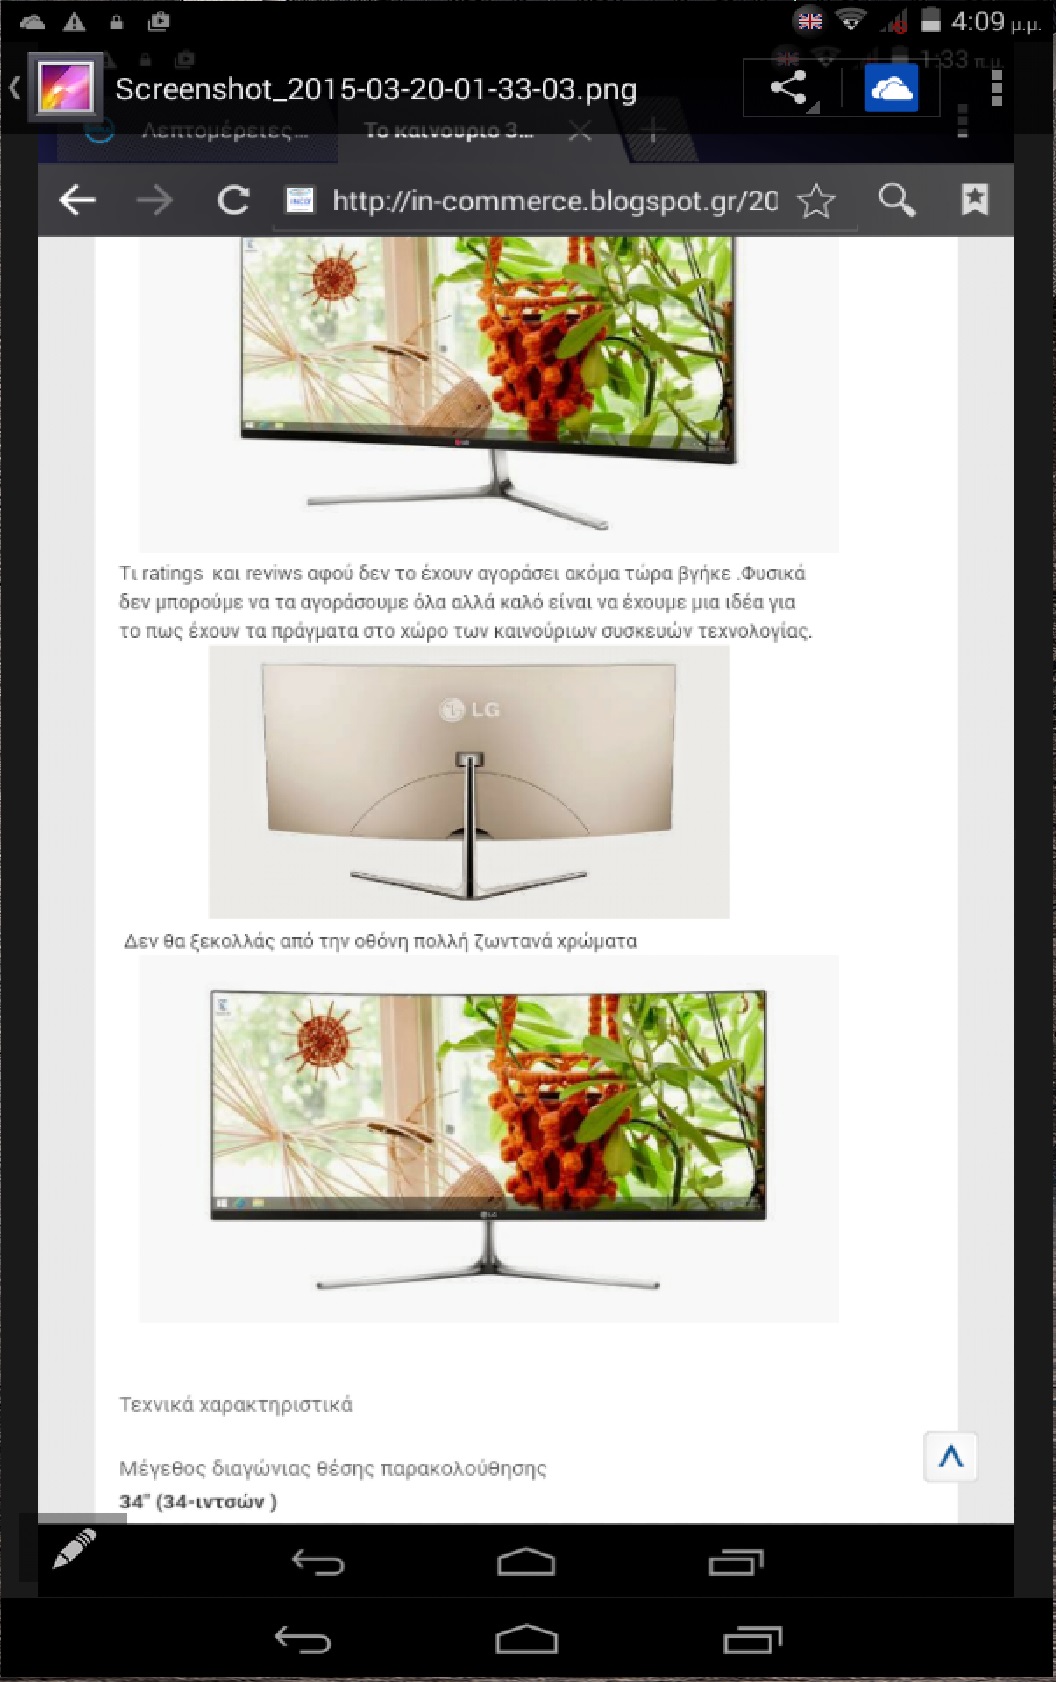 4:09 μ.μ.
1:33 π.μ.
Screenshot_2015-03-20-01-33-03.png
Λεπτομέρειες ...
Το καινουριο 3...
http://in-commerce.blogspot.gr/20
LG
Τι ratings και reviws αφού δεν το έχουν αγοράσει ακόμα τώρα βγήκε .Φυσικά
δεν μπορούμε να τα αγοράσουμε όλα αλλά καλό είναι να έχουμε μια ιδέα για
το πως έχουν τα πράγματα στο χώρο των καινούριων συσκευών τεχνολογίας.
LG
Δεν θα ξεκολλάς από την οθόνη πολλή ζωντανά χρώματα
LG
Τεχνικά χαρακτηριστικά
Μέγεθος διαγώνιας θέσης παρακολούθησης
34" (34-ιντσών )